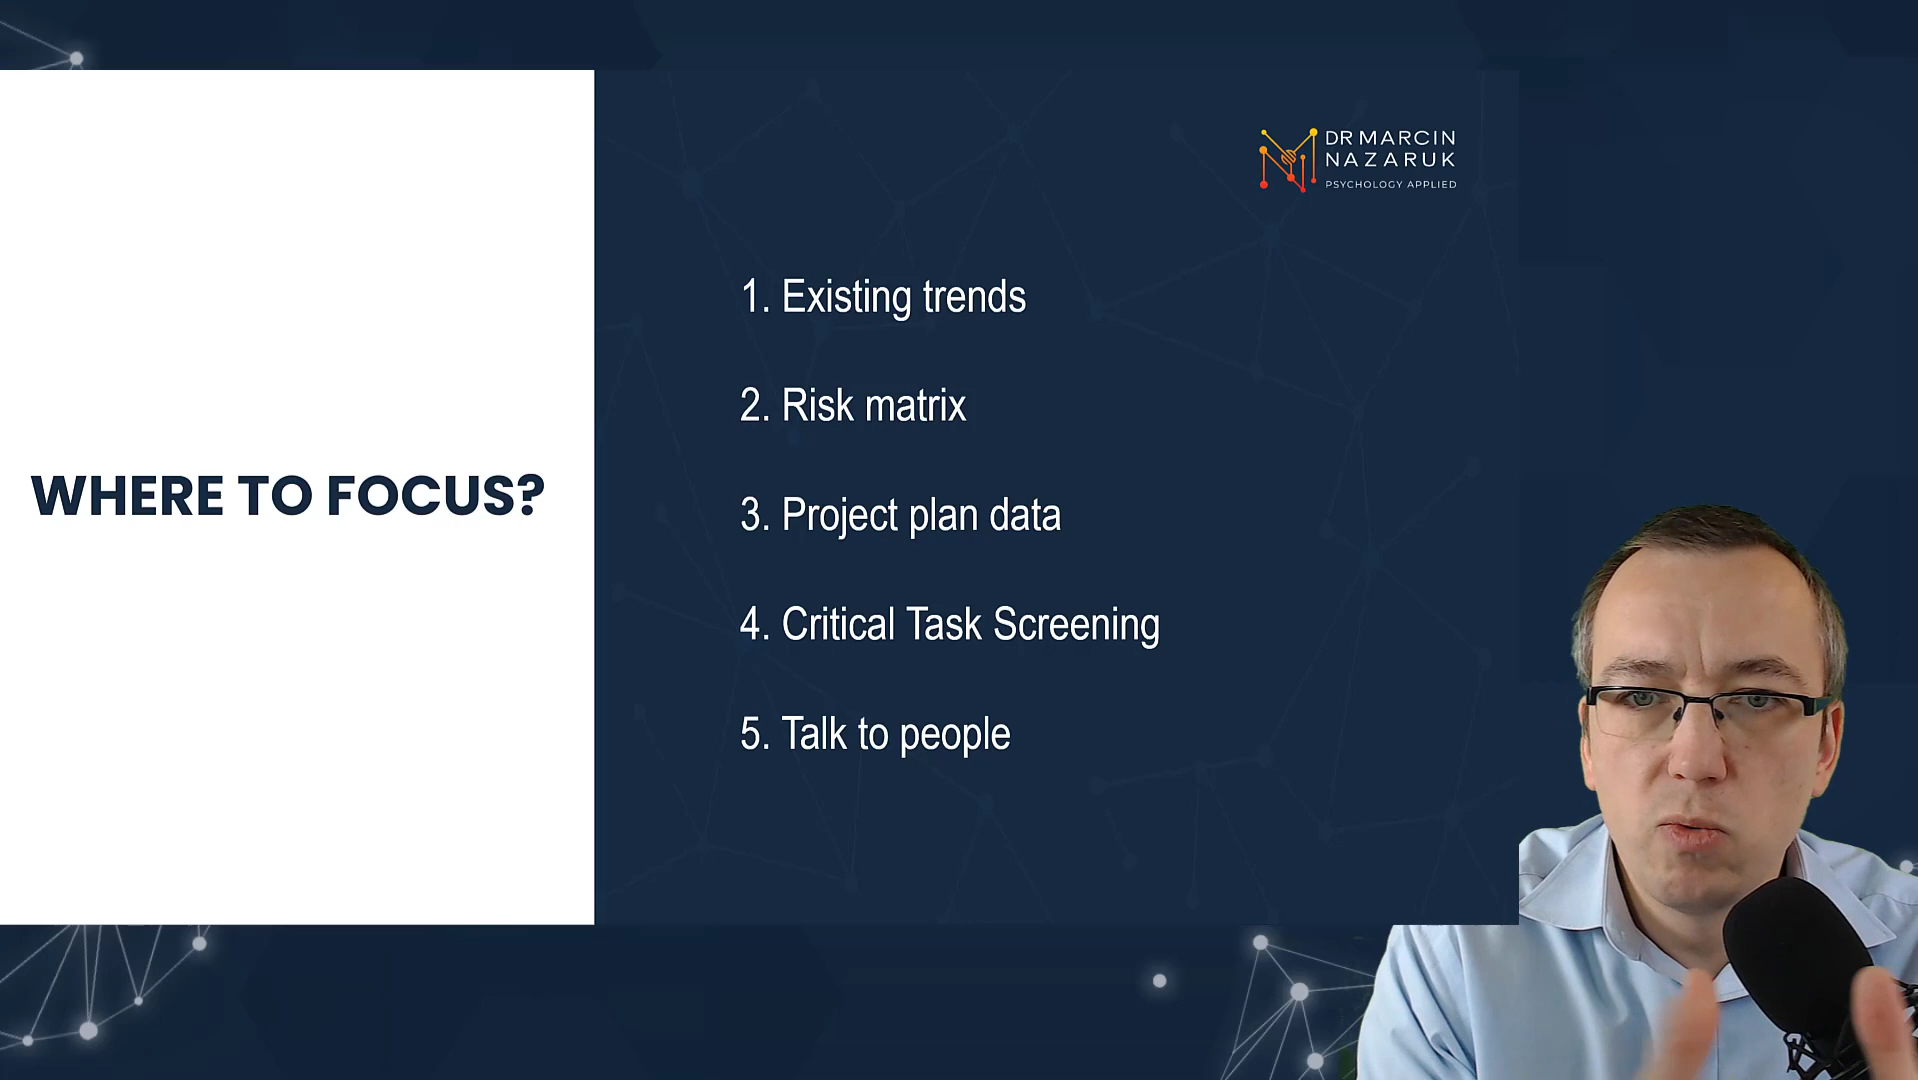 DR MARCIN
NAZARUK
PSYCHOLOGY APPLIED
WHERE TO FOCUS?
1. Existing trends
2. Risk matrix
3. Project plan data
4. Critical Task Screening
5. Talk to people